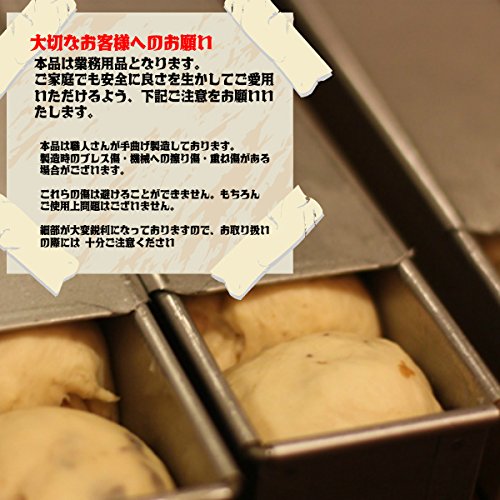 大切なお客様へのお願い
本品は業務用品となります。
ご家庭でも安全に良さを生かしてご愛用
いただけるよう、下記ご注意をお願いい
たします。
本品は職人さんが手曲げ製造しております。
製造時のプレス傷・機械への擦り傷・重ね傷がある
場合がございます。
これらの傷は避けることができません。もちろん
ご使用上問題はございません。
細部が大変鋭利になっておりますので、お取り扱い
の際には 十分ご注意ください